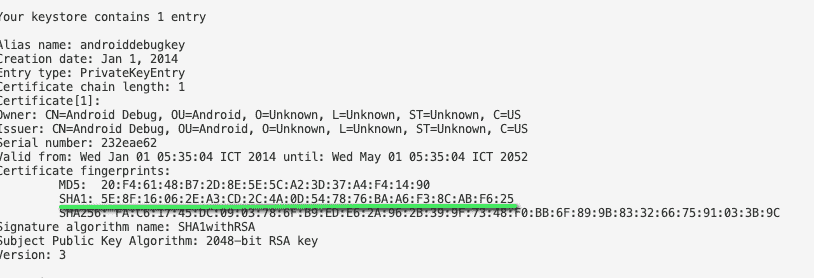 Your keystore contains 1 entry
Alias name: androiddebugkey
Creation date: Jan 1, 2014
Entry type: PrivateKeyEntry
Certificate chain length: 1
Certificate[1]:
Owner: CN=Android Debug, OU=Android, O=Unknown, L=Unknown, ST=Unknown, C=US
Issuer: CN=Android Debug, OU=Android, O=Unknown, L=Unknown, ST=Unknown, C=US
Serial number: 232eae62
Valid from: Wed Jan 01 05:35:04 ICT 2014 until: Wed May 01 05:35:04 ICT 2052
Certificate fingerprints:
MD5: 20:F4:61:48:B7:2D:8E:5E:5C:A2:3D:37:A4:F4:14:90
SHA1: 5E:8F:16:06:2E:A3:CD:2C:4A:0D:54:78:76:BA:A6:F3:8C:AB:F6:25
SHA256: FA:C6:17:45:DC:09:03:78:6F:B9:ED:E6:2A:96:2B:39:9F:73:48:F0:BB:6F:89:9B:83:32:66:75:91:03:3B:9C
Signature algorithm name: SHA1withRSA
Subject Public Key Algorithm: 2048-bit RSA key
Version: 3